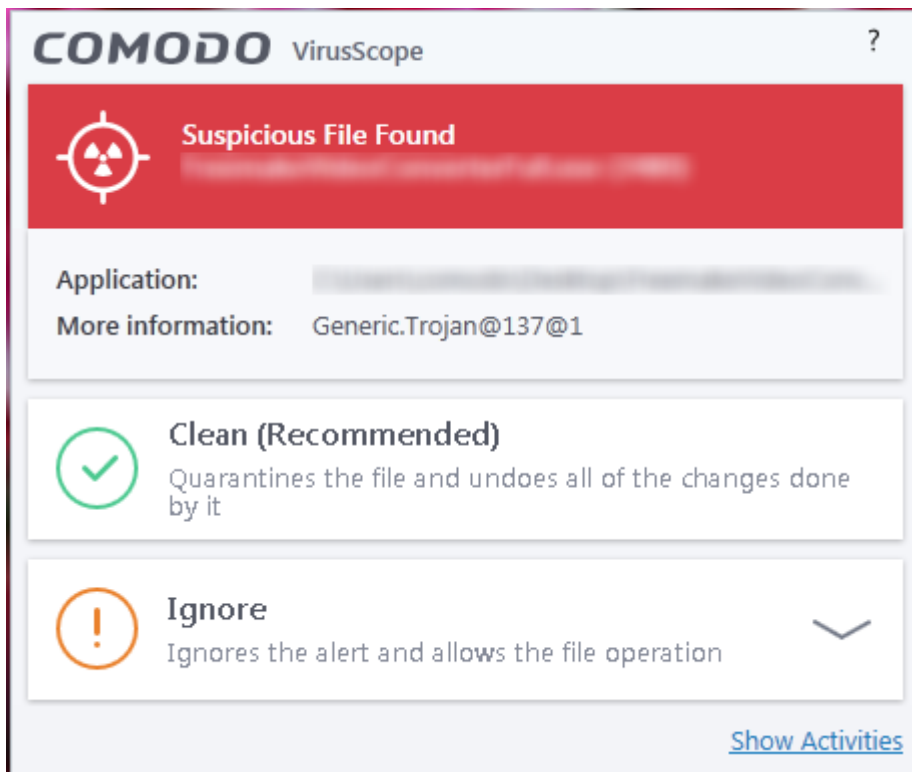 COMODO VirusScope ?
Suspicious File Found
Application:
More information: Generic.Trojan@137@1
Clean (Recommended)
Quarantines the file and undoes all of the changes done
by it
Ignore
Ignores the alert and allows the file operation
Show Activities